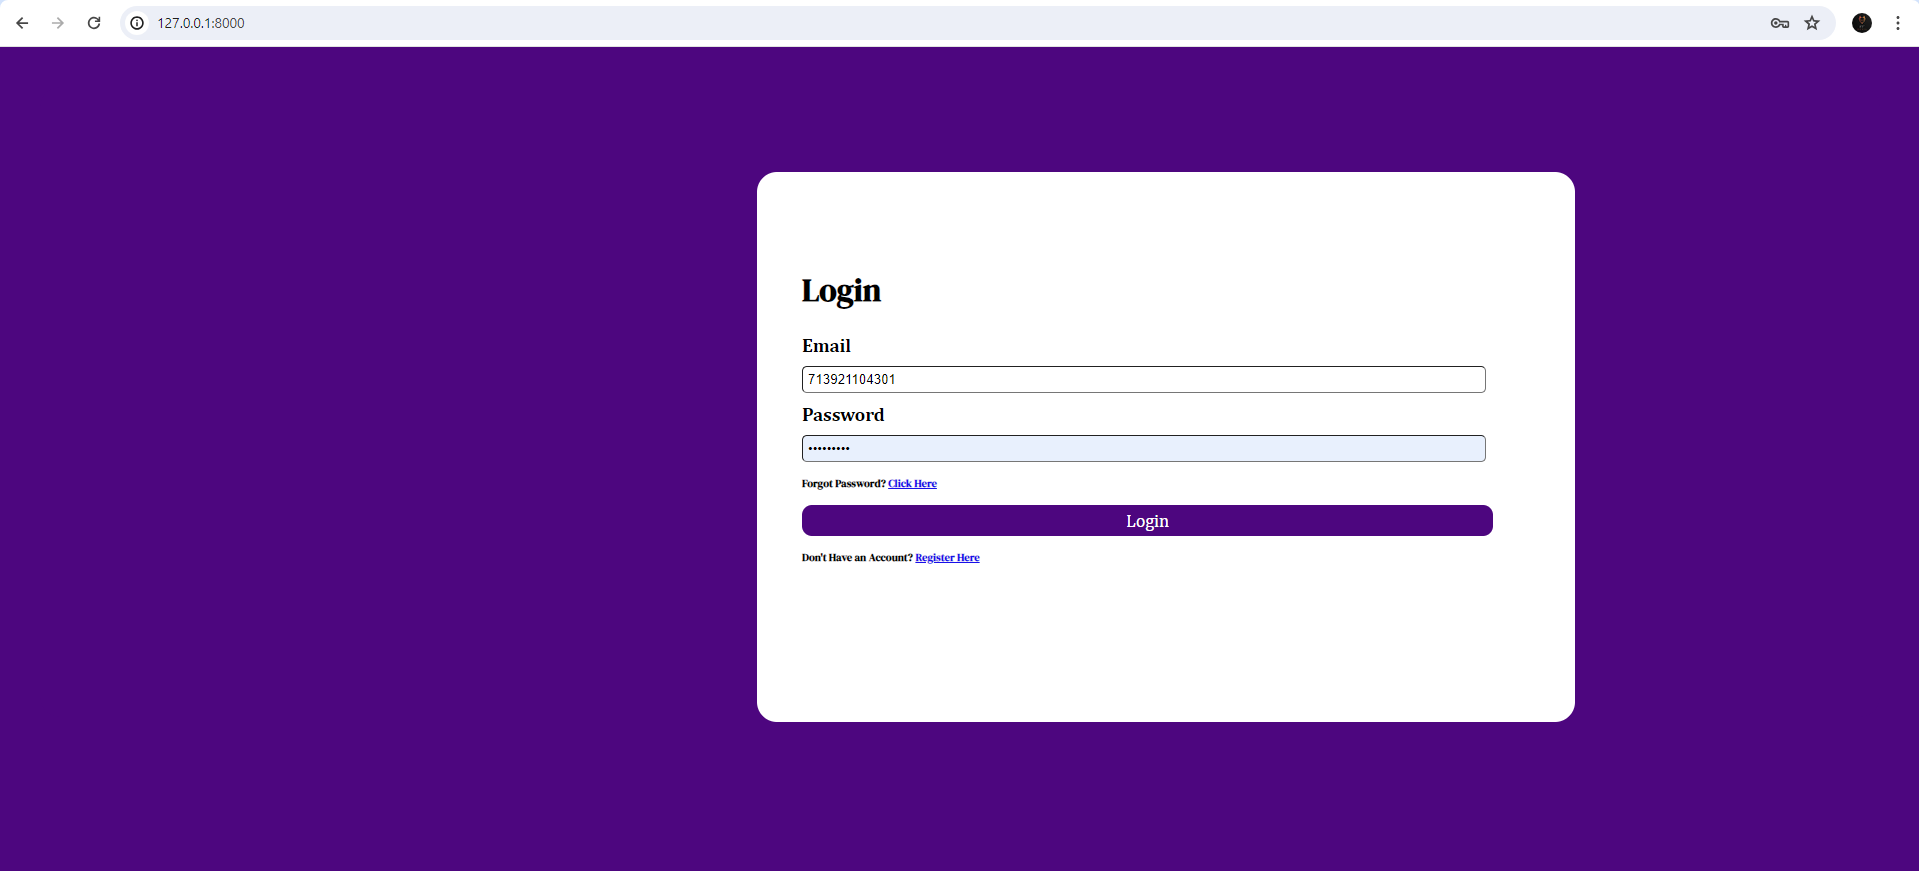 127.0.0.1:8000
Login
Email
713921104301
Password
•••••••••
Forgot Password? Click Here
Login
Don't Have an Account? Register Here